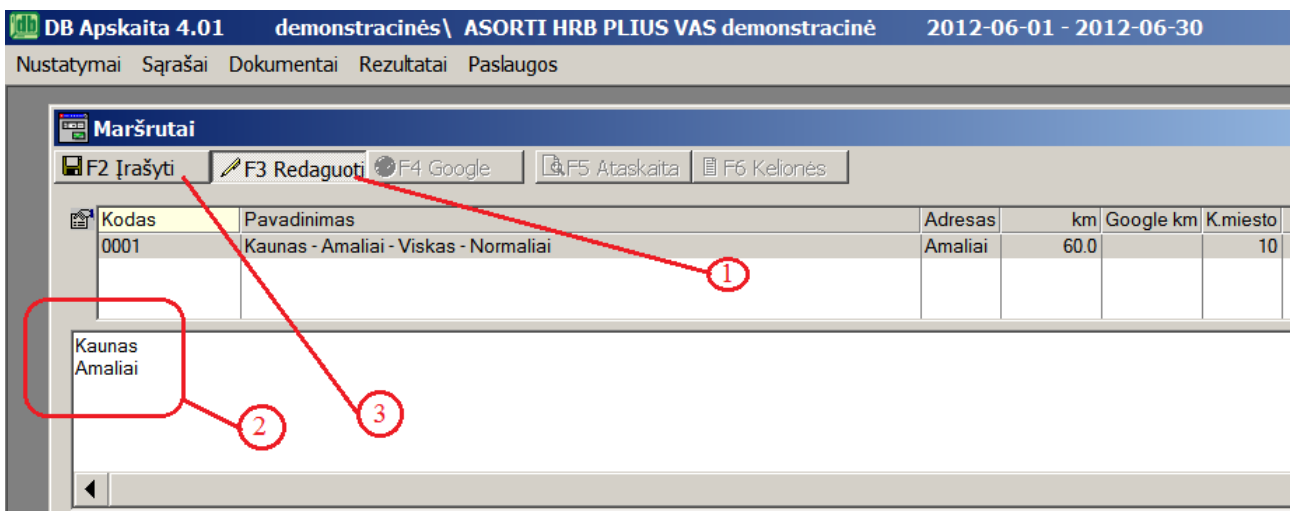 DB Apskaita 4.01 demonstracinės\ ASORTI HRB PLIUS VAS demonstracinė 2012-06-01 - 2012-06-30
Nustatymai Sąrašai Dokumentai Rezultatai Paslaugos
Maršrutai
F2 Įrašyti F3 Redaguoti F4 Google F5 Ataskaita F6 Kelionės
Kodas Pavadinimas Adresas km Google km K.miesto
0001 Kaunas - Amaliai - Viskas - Normaliai Amaliai 60.0 10
1
Kaunas
Amaliai
2 3